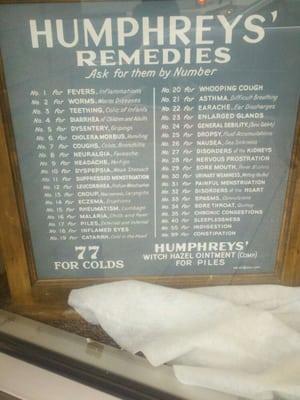 HUMPHREYS'
REMEDIES
Ask for them by Number
No. 1 FOR FEVERS, Inflammations
No. 2 FOR WORMS, Worm Diseases
No. 3 FOR TEETHING, Colic of Infants
No. 4 FOR DIARRHEA, of Children and Adults
No. 5 FOR DYSENTERY, Gripings
No. 6 FOR CHOLERA MORBUS, Vomiting
No. 7 FOR COUGHS, Colds, Bronchitis
No. 8 FOR NEURALGIA, Faceache
No. 9 FOR HEADACHE, Vertigo
No. 10 FOR DYSPEPSIA, Weak Stomach
No. 11 FOR SUPPRESSED MENSTRUATION
No. 12 FOR LEUCORRHEA,
No. 13 FOR CROUP, Hoarseness, Laryngitis
No. 14 FOR ECZEMA, Eruptions
No. 15 FOR RHEUMATISM, Lumbago
No. 16 FOR MALARIA, Chills and Fever
No. 17 FOR PILES, External and Internal
No. 18 FOR INFLAMED EYES
No. 19 FOR CATARRH, Cold in the Head
77
FOR COLDS
No. 20 FOR WHOOPING COUGH
No. 21 FOR ASTHMA, Difficult Breathing
No. 22 FOR EARACHE, Ear Discharges
No. 23 FOR ENLARGED GLANDS
No. 24 FOR GENERAL DEBILITY,
No. 25 FOR DROPSY, Fluid Accumulations
No. 26 FOR NAUSEA, Sea Sickness
No. 27 FOR DISORDERS OF THE KIDNEYS
No. 28 FOR NERVOUS PROSTRATION
No. 29 FOR SORE MOUTH,
No. 30 FOR URINARY WEAKNESS, Wetting the Bed
No. 31 FOR PAINFUL MENSTRUATION
No. 32 FOR DISORDERS OF THE HEART
No. 33 FOR SPASMS, Convulsions
No. 34 FOR SORE THROAT, Quinsy
No. 35 FOR CHRONIC CONGESTIONS
No. 40 FOR SLEEPLESSNESS
No. 55 FOR INDIGESTION
No. 99 FOR CONSTIPATION
HUMPHREYS'
WITCH HAZEL OINTMENT (COMP.)
FOR PILES